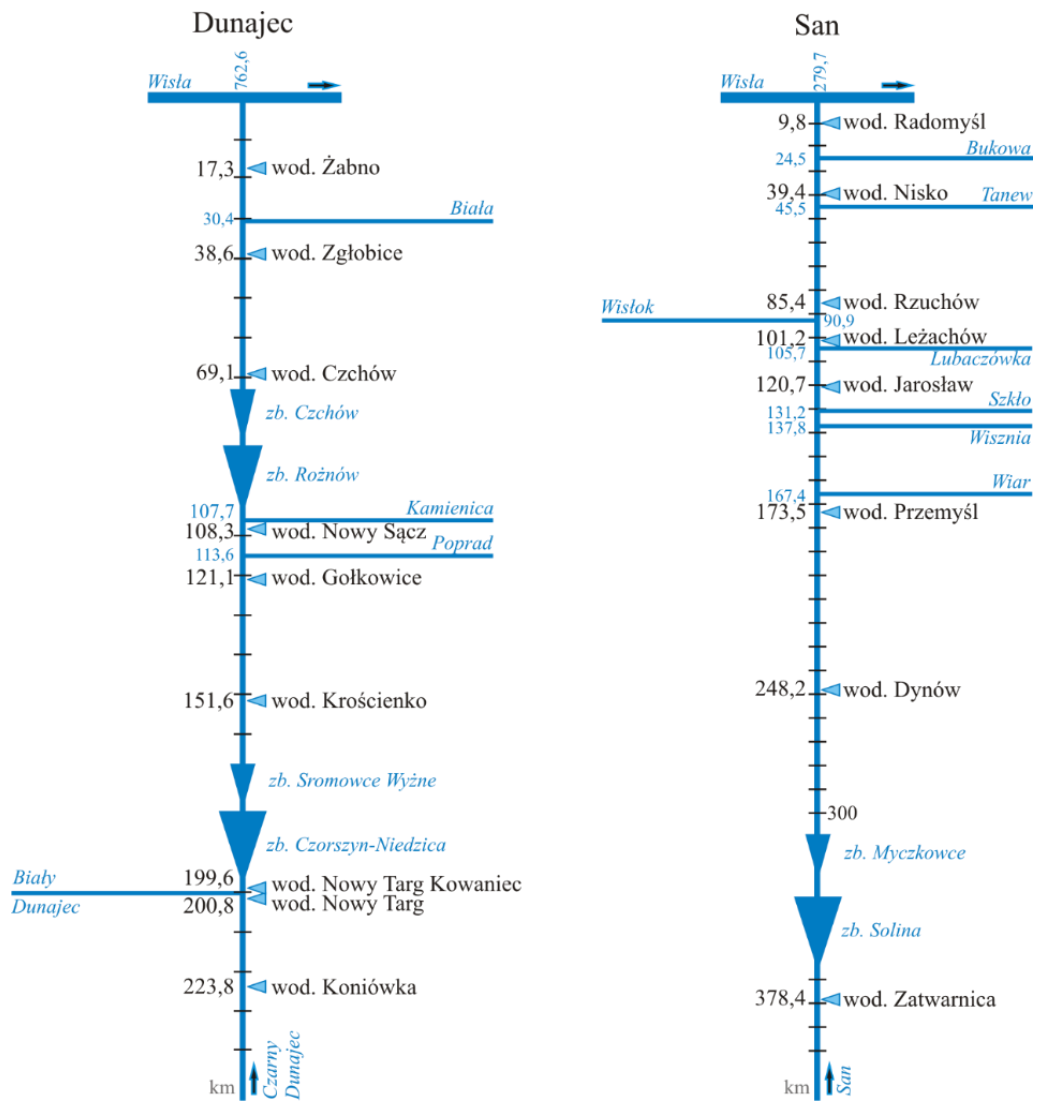 Dunajec
762,6
Wisła
17,3 wod. Żabno
Biała
30,4
38,6 wod. Zgłobice
69,1 wod. Czchów
zb. Czchów
zb. Rożnów
107,7 Kamienica
108,3 wod. Nowy Sącz
Poprad
113,6
121,1 wod. Gołkowice
151,6 wod. Krościenko
zb. Sromowce Wyżne
zb. Czorszyn-Niedzica
Biały
Dunajec
199,6 wod. Nowy Targ Kowaniec
200,8 wod. Nowy Targ
223,8 wod. Koniówka
km
Czarny
Dunajec
San
279,7
Wisła
9,8 wod. Radomyśl
Bukowa
24,5
39,4 wod. Nisko
Tanew
45,5
85,4 wod. Rzuchów
Wisłok
90,9
101,2 wod. Leżachów
105,7
Lubaczówka
120,7 wod. Jarosław
Szkło
131,2
137,8
Wisznia
Wiar
167,4
173,5 wod. Przemyśl
248,2 wod. Dynów
300
zb. Myczkowce
zb. Solina
378,4 wod. Zatwarnica
km
San